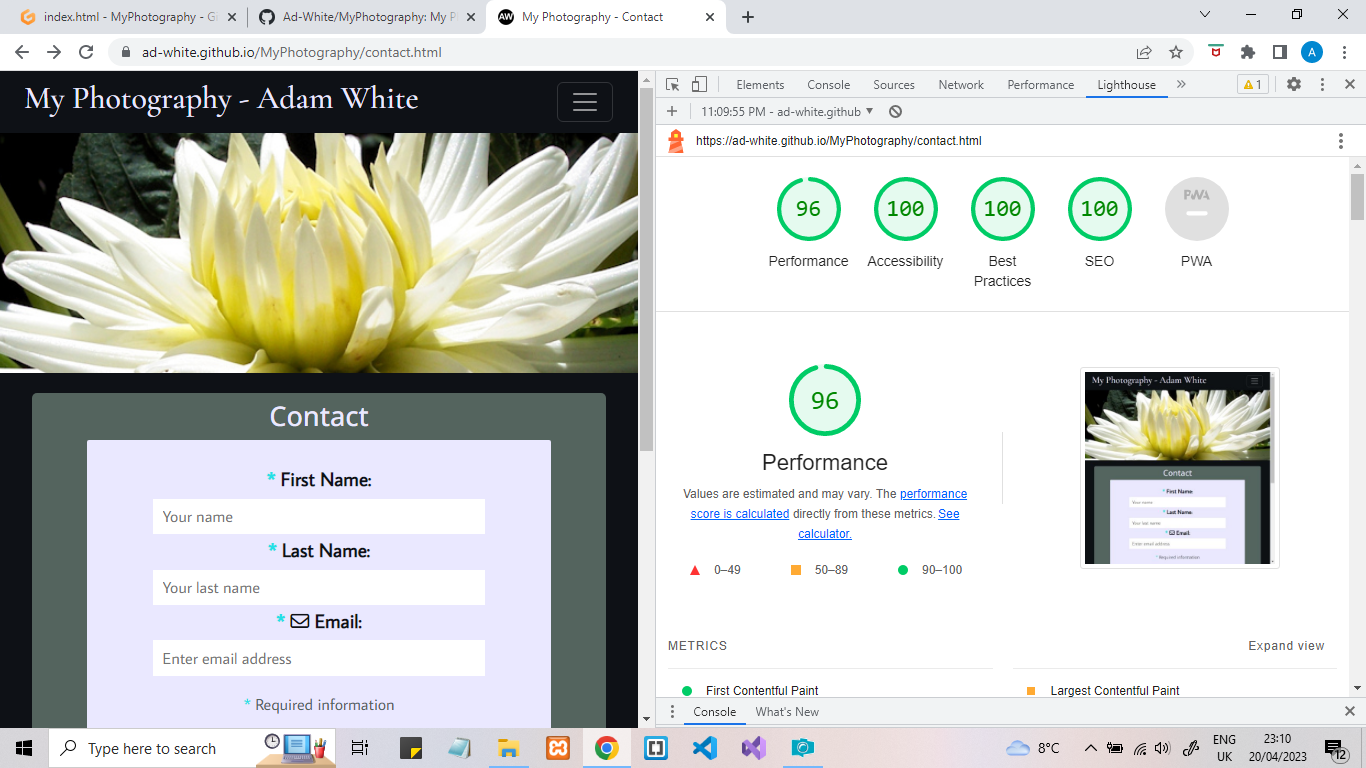 index.html - MyPhotography - Gi
Ad-White/MyPhotography: My P
AW My Photography - Contact
ad-white.github.io/MyPhotography/contact.html
A
My Photography - Adam White
Contact
* First Name:
Your name
* Last Name:
Your last name
* Email:
Enter email address
* Required information
Elements Console Sources Network Performance Lighthouse » 1
11:09:55 PM - ad-white.github
https://ad-white.github.io/MyPhotography/contact.html
96 100 100 100 PWA
Performance Accessibility Best Practices SEO PWA
96
Performance
Values are estimated and may vary. The performance
score is calculated directly from these metrics. See
calculator.
0–49 50–89 90–100
My Photography - Adam White
Contact
* First Name:
Your name
* Last Name:
Your last name
* Email:
Enter email address
* Required information
METRICS Expand view
First Contentful Paint Largest Contentful Paint
Console What's New
Type here to search
8°C
ENG
UK
23:10
20/04/2023
12